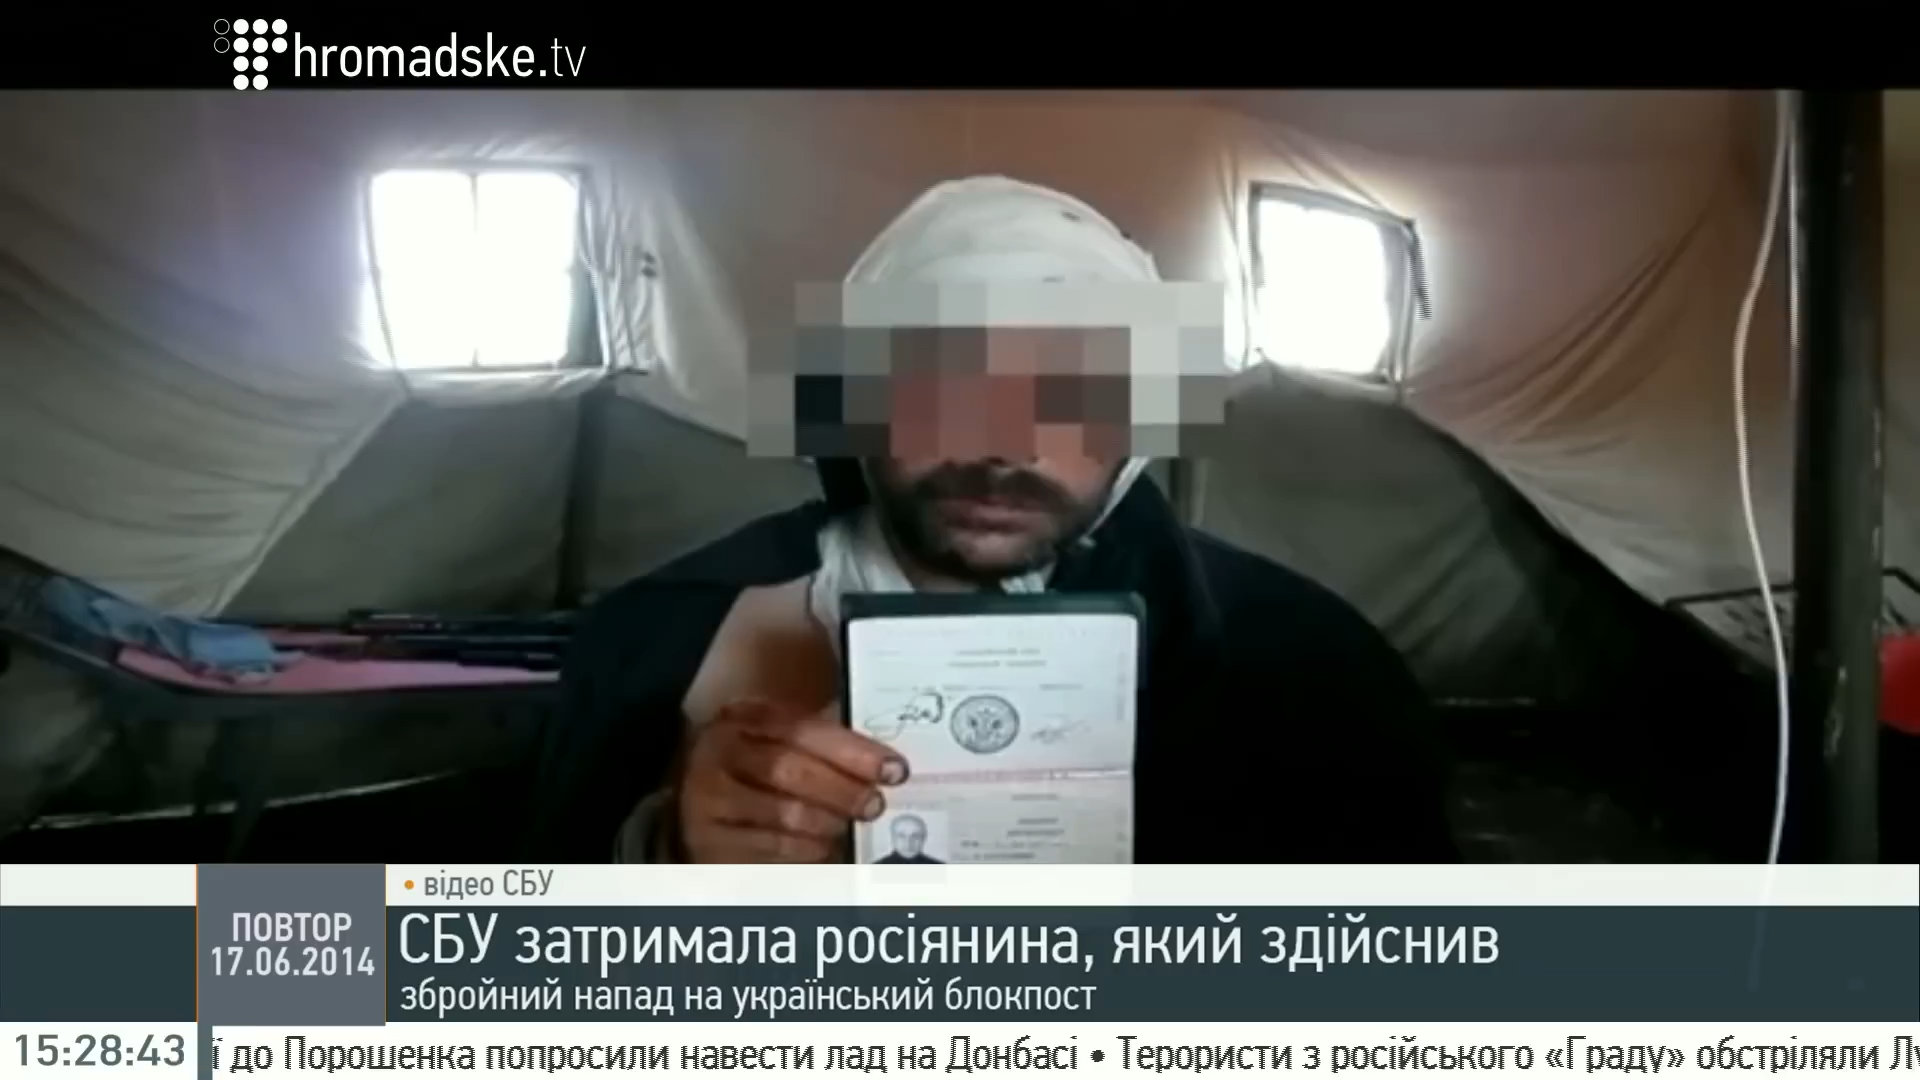 hromadske.tv
• відео СБУ
ПОВТОР
17.06.2014
СБУ затримала росіянина, який здійснив
збройний напад на український блокпост
15:28:43
ї до Порошенка попросили навести лад на Донбасі • Терористи з російського «Граду» обстріляли Лу